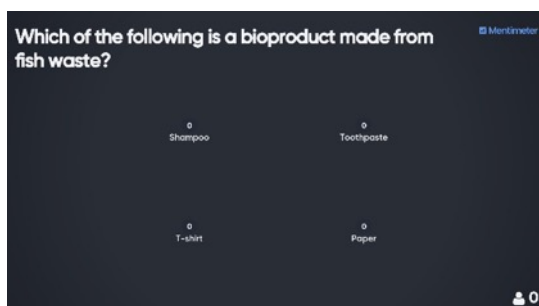 Which of the following is a bioproduct made from
fish waste?
Mentimeter
0
Shampoo
0
Toothpaste
0
T-shirt
0
Paper
0